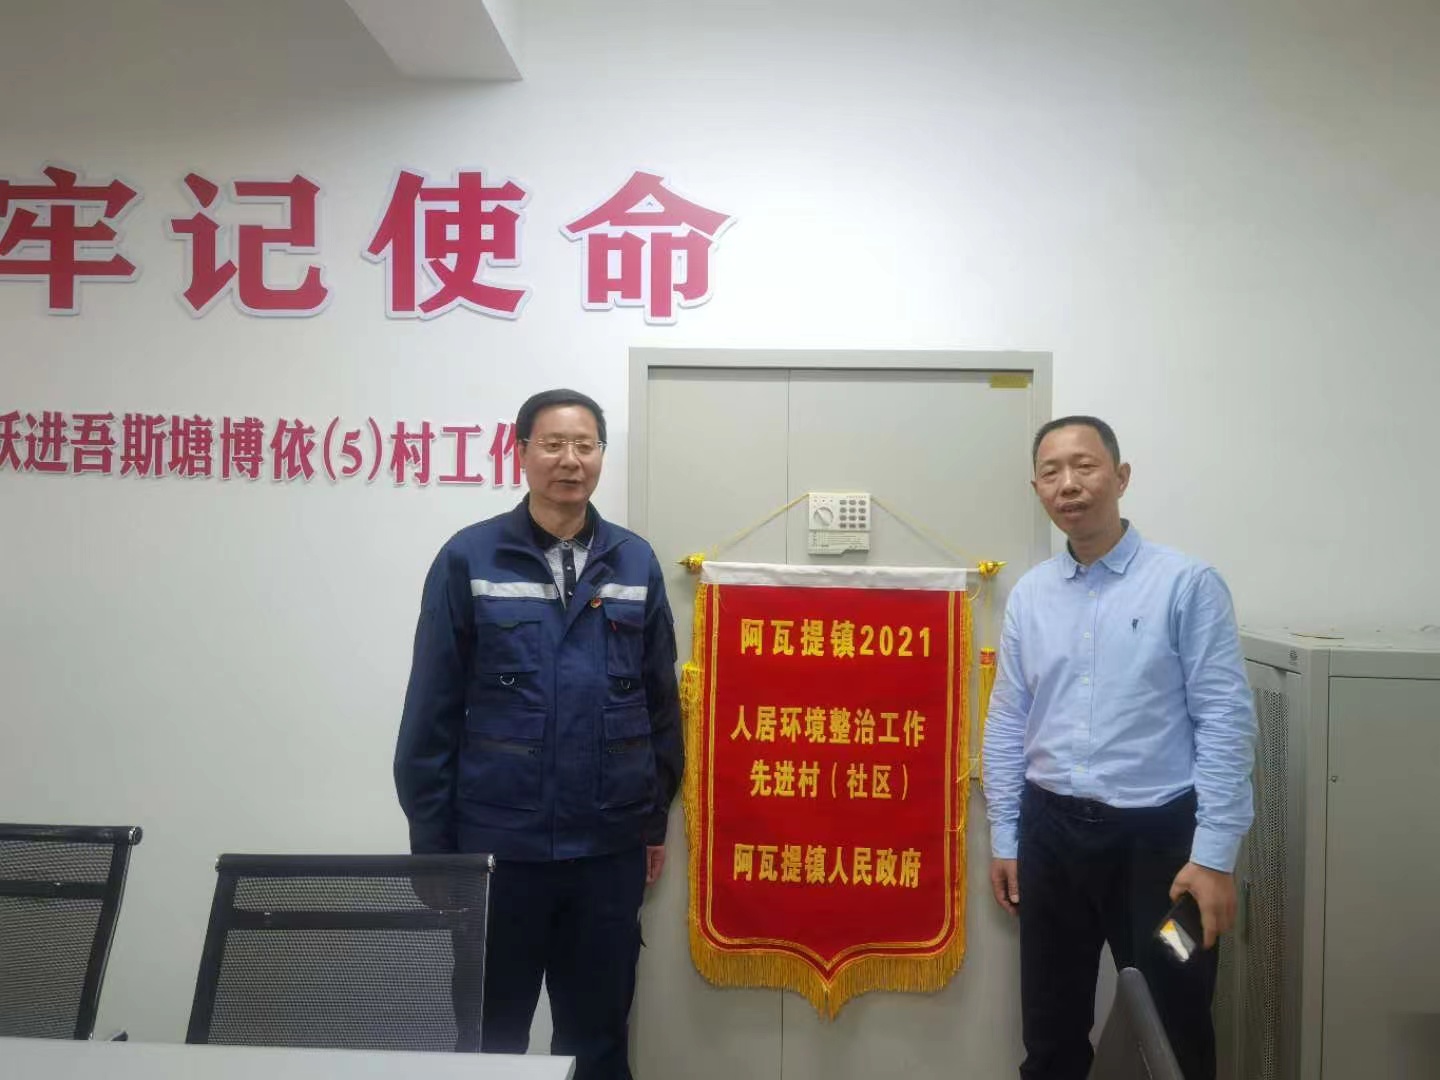 牢记使命
跃进吾斯塘博依(5)村工作
阿瓦提镇2021
人居环境整治工作
先进村（社区）
阿瓦提镇人民政府